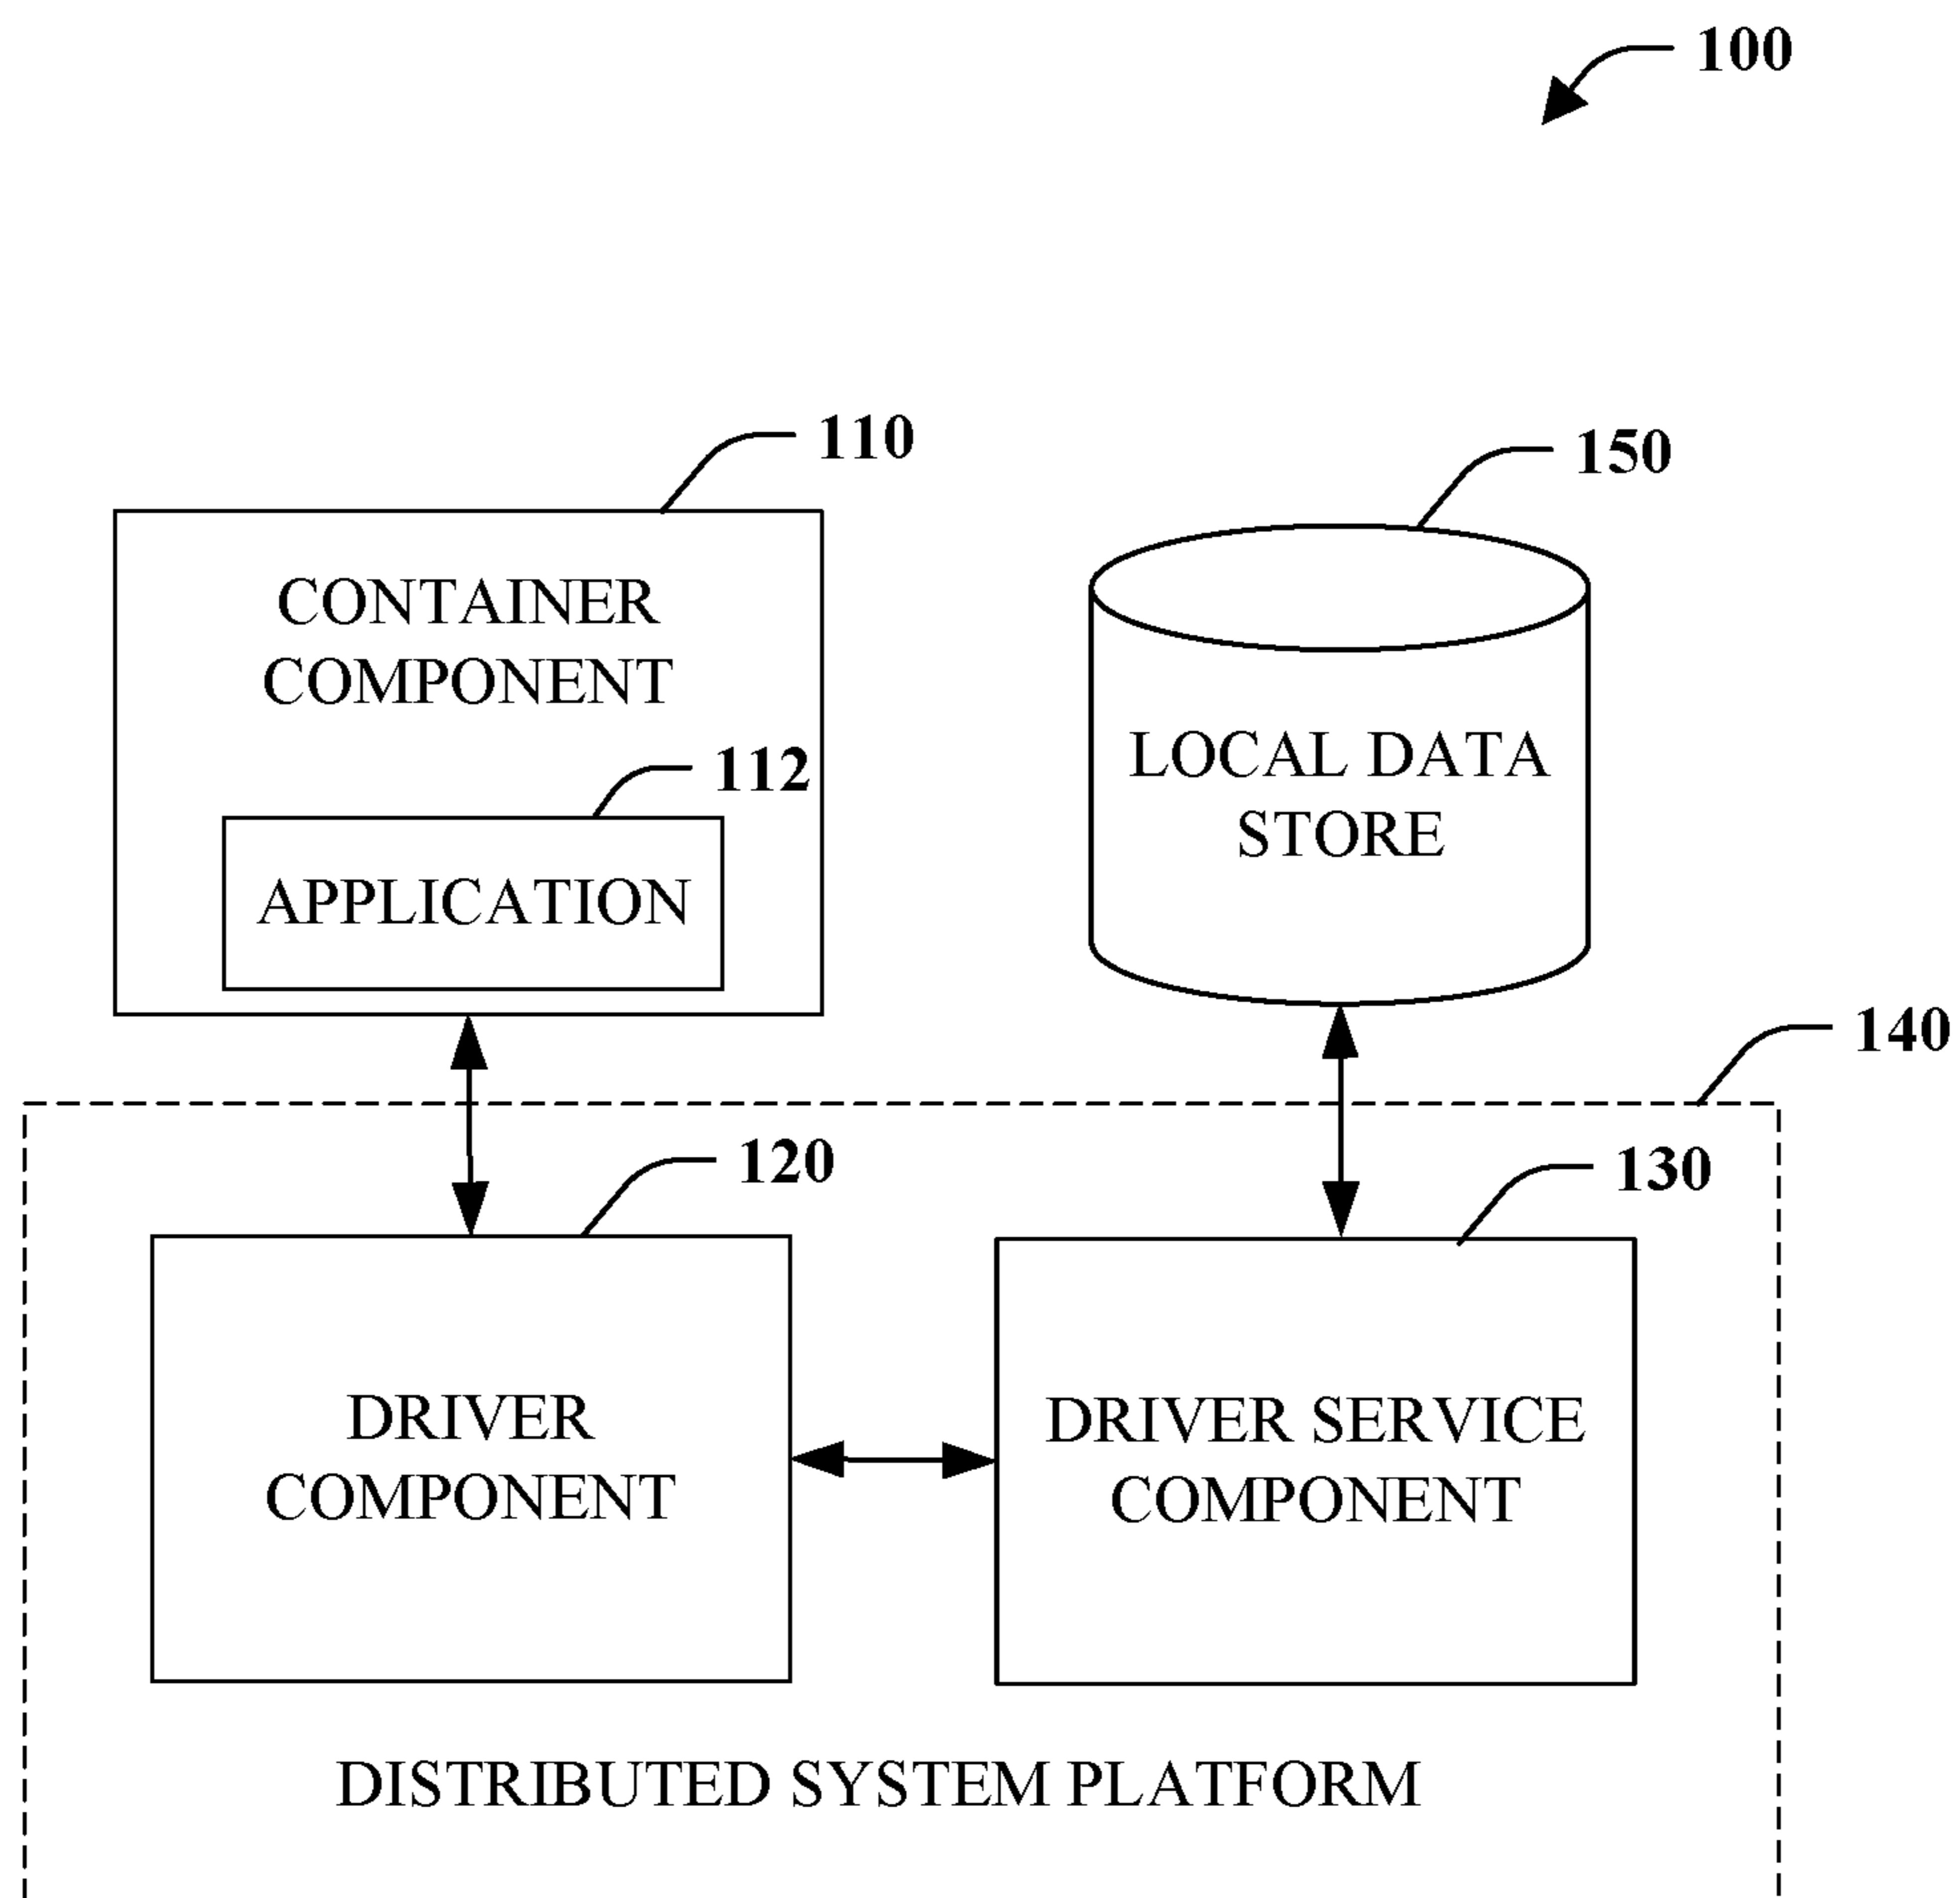 100
110
150
CONTAINER
COMPONENT
112
LOCAL DATA
STORE
APPLICATION
140
120
130
DRIVER
COMPONENT
DRIVER SERVICE
COMPONENT
DISTRIBUTED SYSTEM PLATFORM